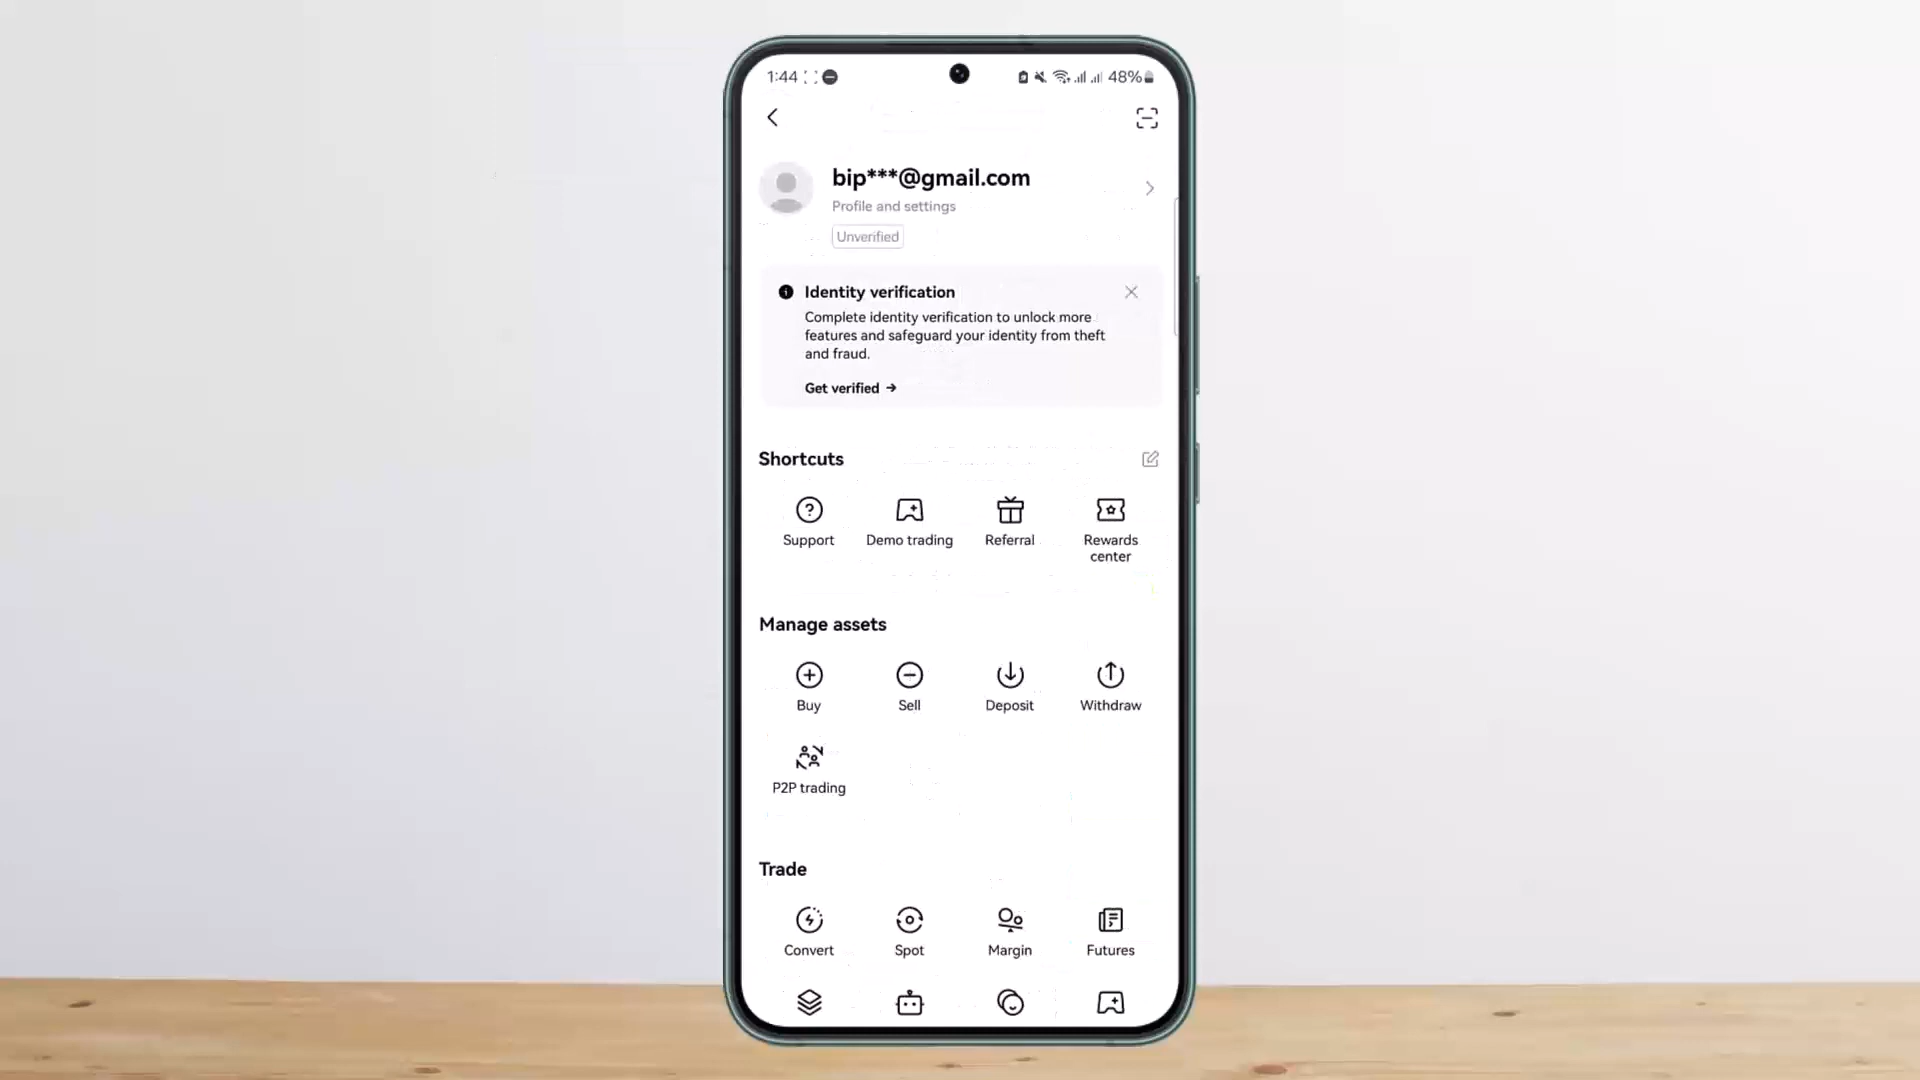 1:44
48%
bip***@gmail.com
Profile and settings
Unverified
Identity verification
Complete identity verification to unlock more
features and safeguard your identity from theft
and fraud.
Get verified →
Shortcuts
Support
Demo trading
Referral
Rewards
center
Manage assets
Buy
Sell
Deposit
Withdraw
P2P trading
Trade
Convert
Spot
Margin
Futures